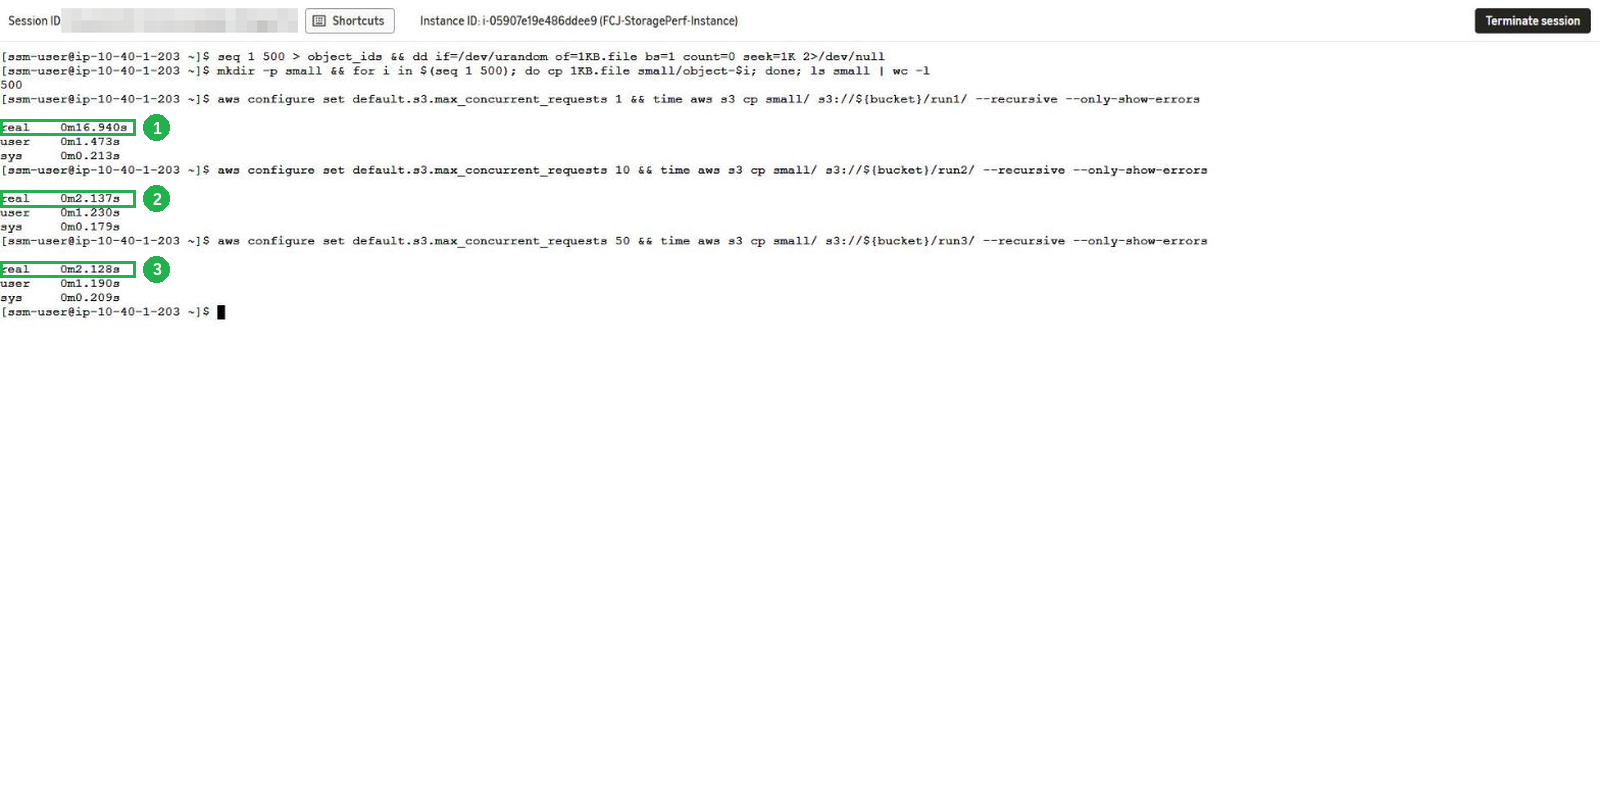 Session ID
Shortcuts
Instance ID: i-05907e19e486ddee9 (FCJ-StoragePerf-Instance)
Terminate session
[ssm-user@ip-10-40-1-203 ~]$ seq 1 500 > object_ids && dd if=/dev/urandom of=1KB.file bs=1 count=0 seek=1K 2>/dev/null
[ssm-user@ip-10-40-1-203 ~]$ mkdir -p small && for i in $(seq 1 500); do cp 1KB.file small/object-$i; done; ls small | wc -l
500
[ssm-user@ip-10-40-1-203 ~]$ aws configure set default.s3.max_concurrent_requests 1 && time aws s3 cp small/ s3://${bucket}/run1/ --recursive --only-show-errors
real 0m16.940s
1
user 0m1.473s
sys 0m0.213s
[ssm-user@ip-10-40-1-203 ~]$ aws configure set default.s3.max_concurrent_requests 10 && time aws s3 cp small/ s3://${bucket}/run2/ --recursive --only-show-errors
real 0m2.137s
2
user 0m1.230s
sys 0m0.179s
[ssm-user@ip-10-40-1-203 ~]$ aws configure set default.s3.max_concurrent_requests 50 && time aws s3 cp small/ s3://${bucket}/run3/ --recursive --only-show-errors
real 0m2.128s
3
user 0m1.190s
sys 0m0.209s
[ssm-user@ip-10-40-1-203 ~]$